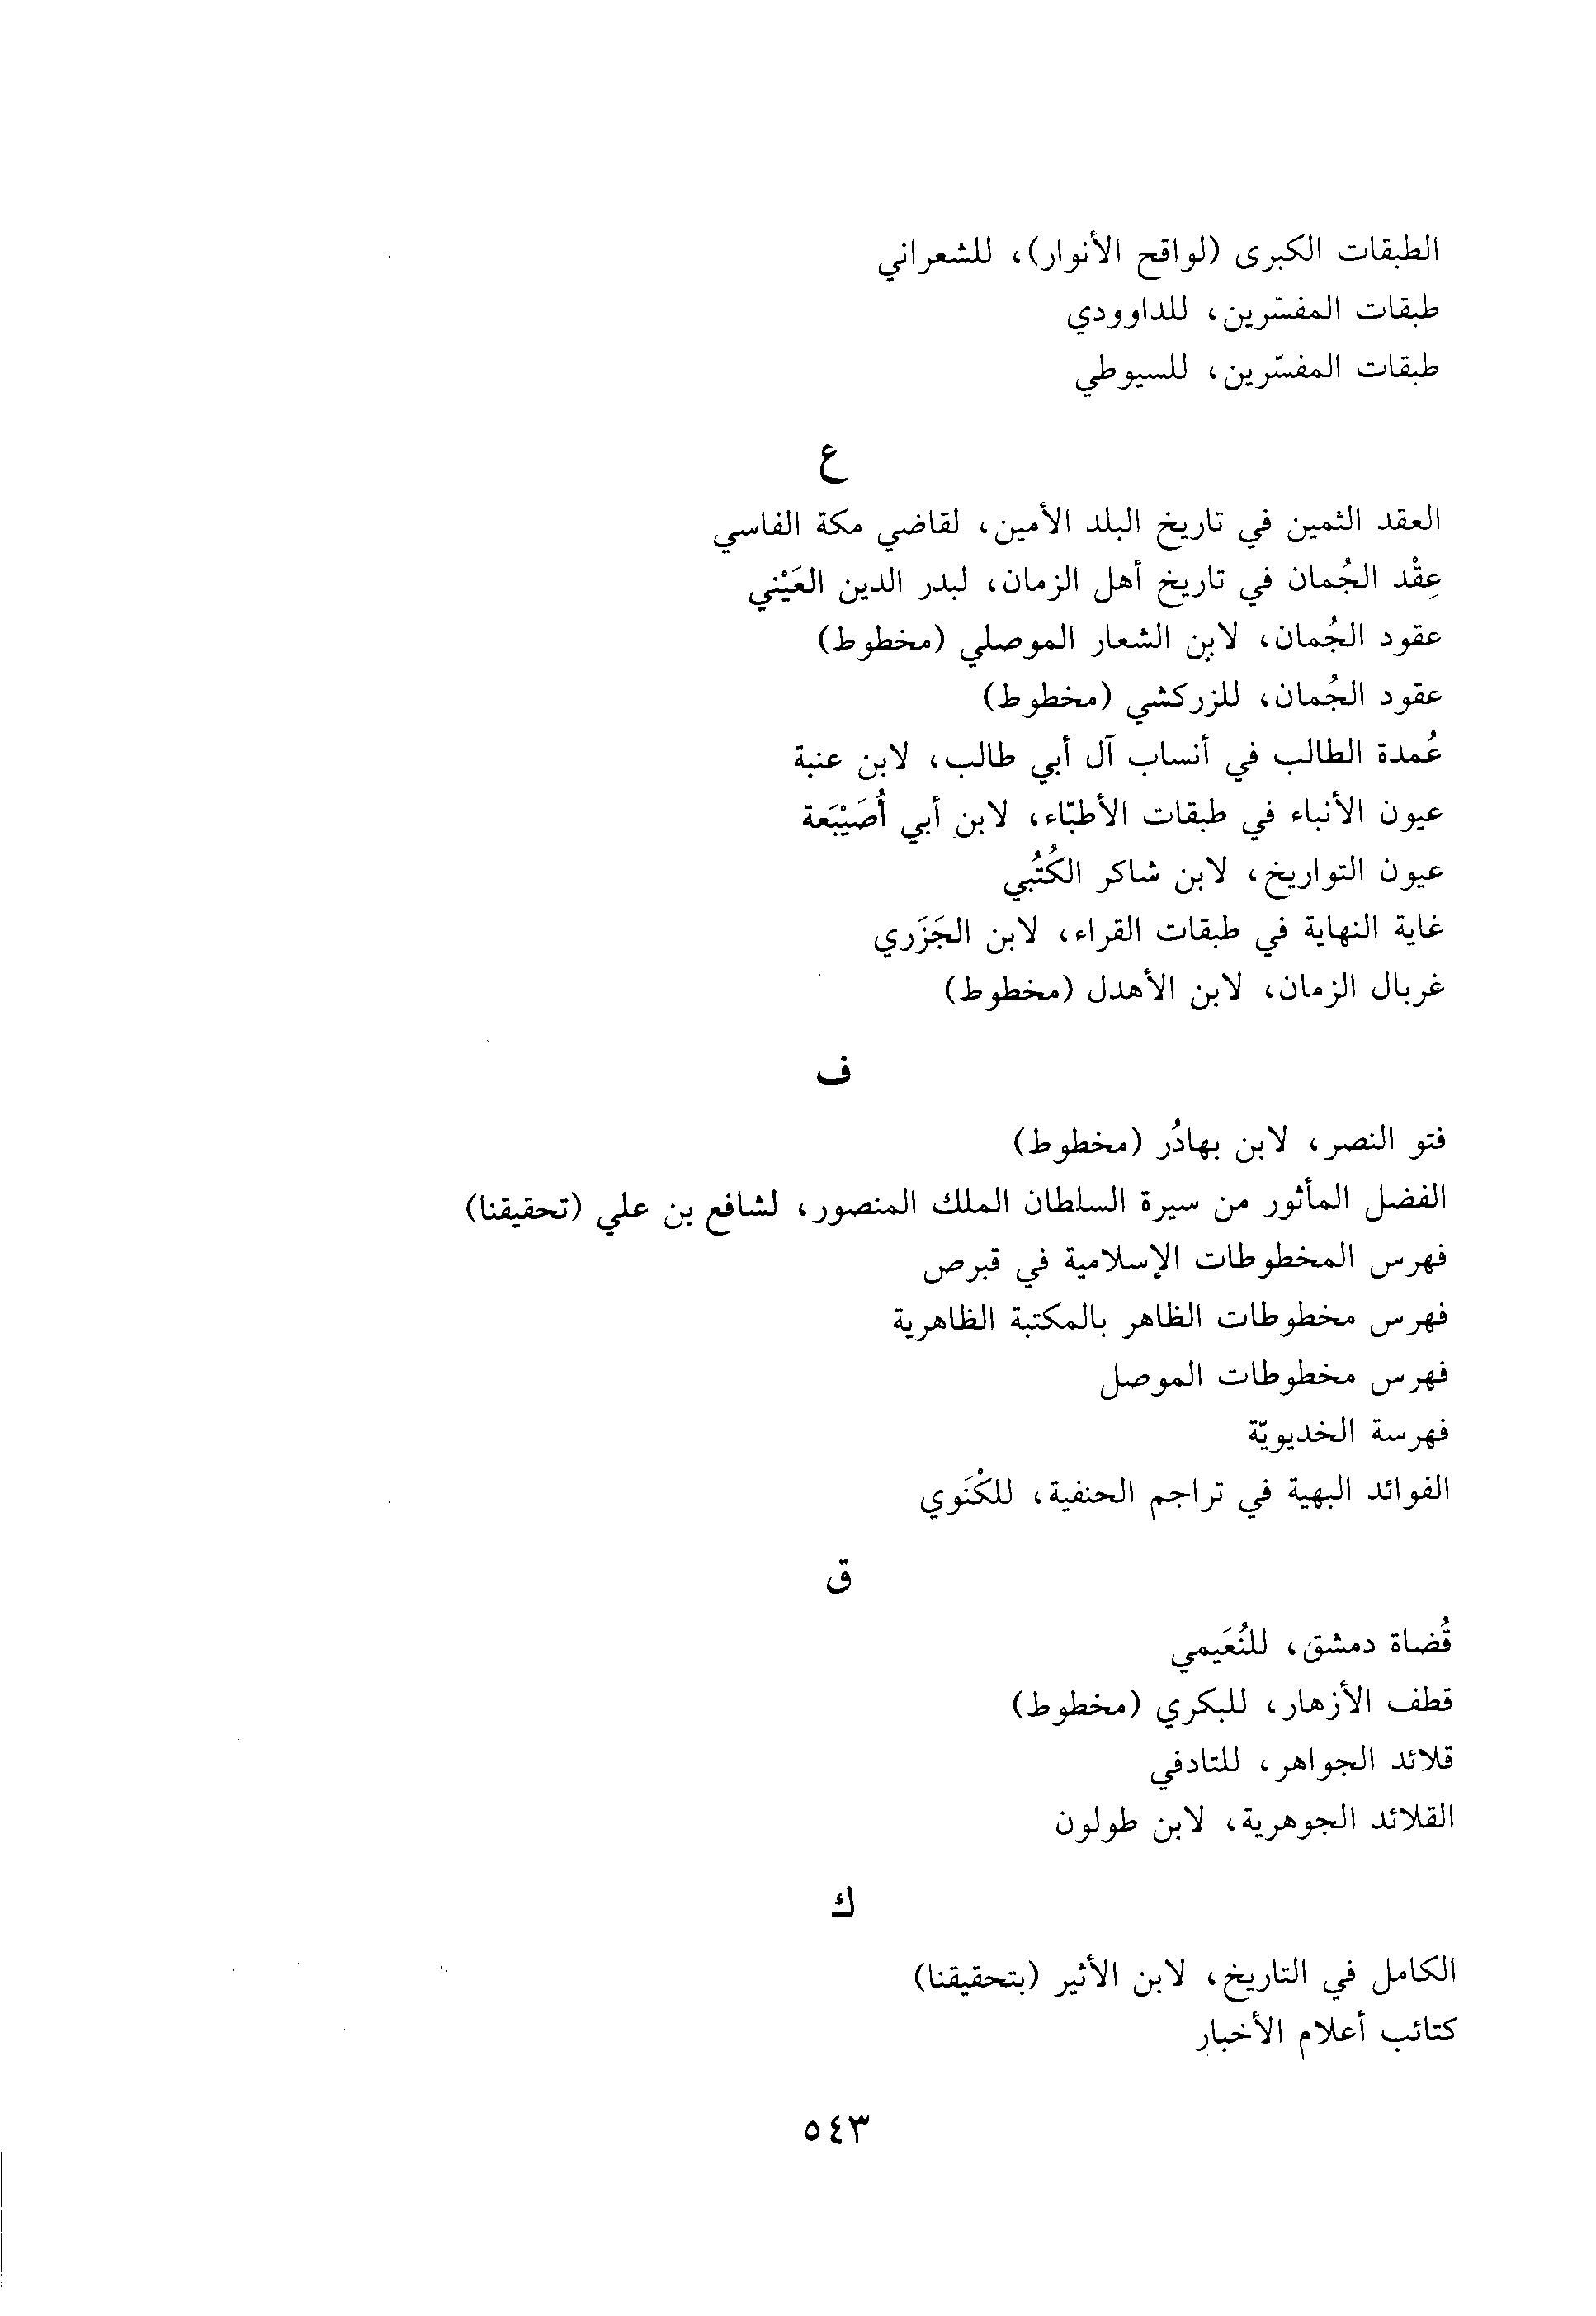 الطبقات الكبرى (لواقح الأنوار)، للشعراني
طبقات المفسّرين، للداوودي
طبقات المفسّرين، للسيوطي
ع
العقد الثمين في تاريخ البلد الأمين، لقاضي مكة الفاسي
عِقْد الجُمان في تاريخ أهل الزمان، لبدر الدين العَيْني
عقود الجُمان، لابن الشعار الموصلي (مخطوط)
عقود الجُمان، للزركشي (مخطوط)
عُمدة الطالب في أنساب آل أبي طالب، لابن عنبة
عيون الأنباء في طبقات الأطبّاء، لابن أبي أُصَيْبَعة
عيون التواريخ، لابن شاكر الكُتُبي
غاية النهاية في طبقات القراء، لابن الجَزَري
غربال الزمان، لابن الأهدل (مخطوط)
ف
فتو النصر، لابن بهادُر (مخطوط)
الفضل المأثور من سيرة السلطان الملك المنصور، لشافع بن علي (تحقيقنا)
فهرس المخطوطات الإسلامية في قبرص
فهرس مخطوطات الظاهر بالمكتبة الظاهرية
فهرس مخطوطات الموصل
فهرسة الخديويّة
الفوائد البهية في تراجم الحنفية، للكْنَوي
ق
قُضاة دمشق، للنُعَيمي
قطف الأزهار، للبكري (مخطوط)
قلائد الجواهر، للتادفي
القلائد الجوهرية، لابن طولون
ك
الكامل في التاريخ، لابن الأثير (بتحقيقنا)
كتائب أعلام الأخبار
٥٤٣